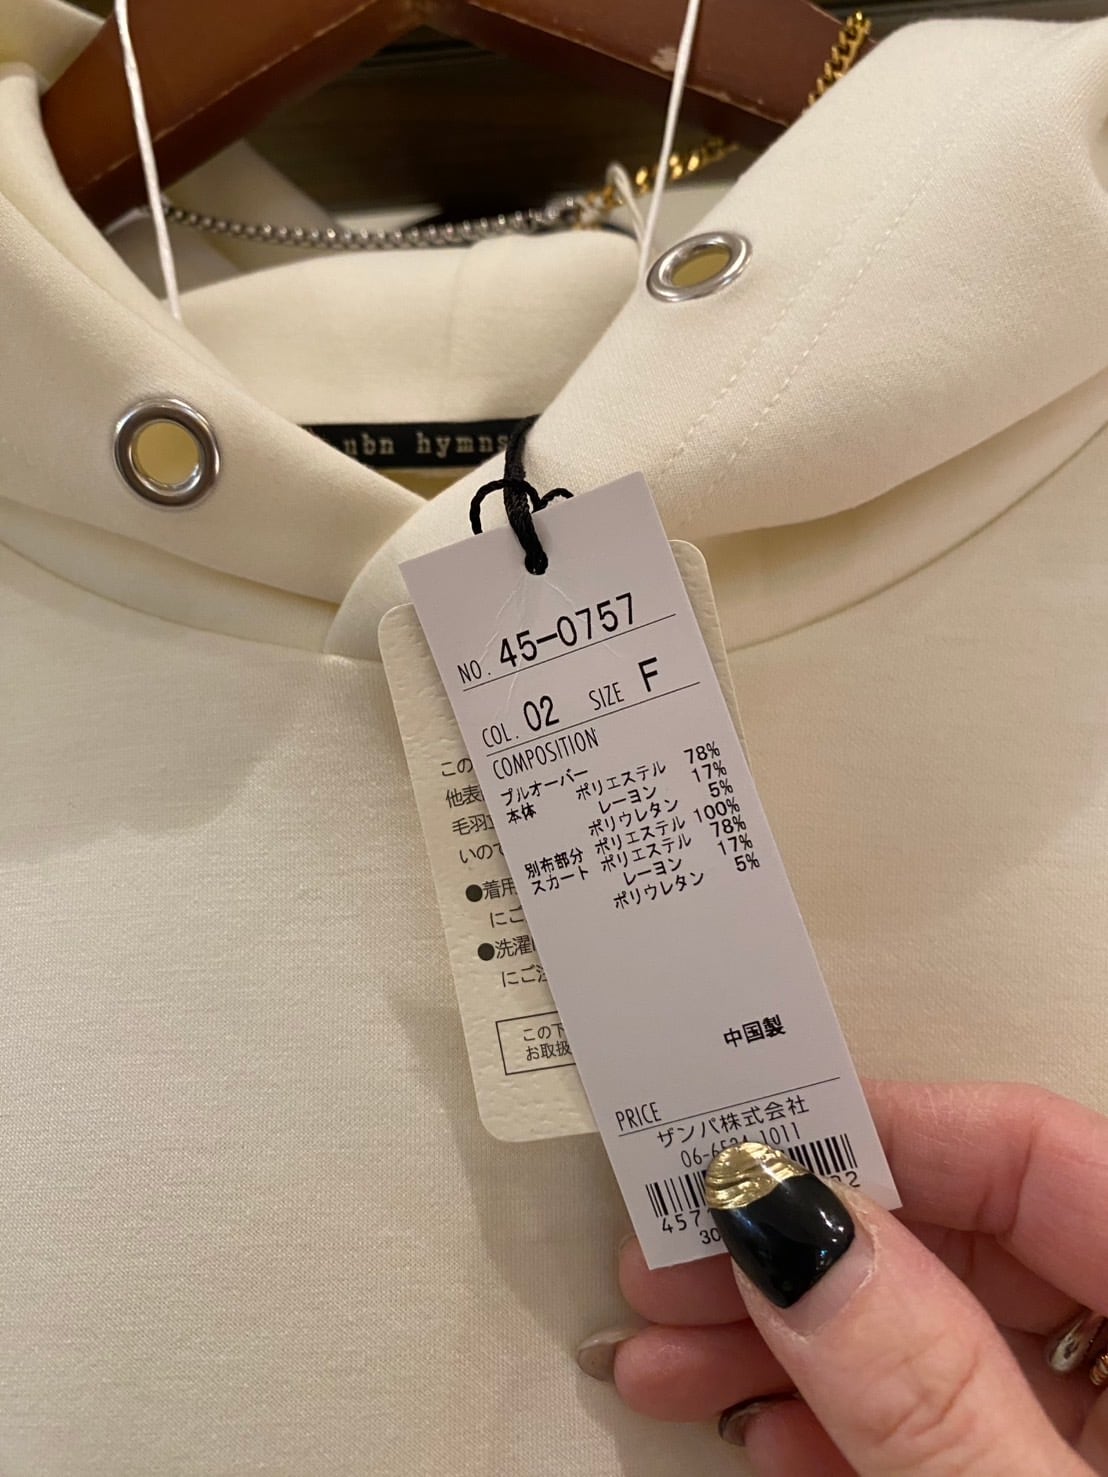 ubn hymns
NO. 45-0757
COL. 02 SIZE F
COMPOSITION
プルオーバー
本体 ポリエステル 78%
レーヨン 17%
ポリウレタン 5%
別布部分 ポリエステル 100%
スカート ポリエステル 78%
レーヨン 17%
ポリウレタン 5%
中国製
PRICE
ザンパ株式会社
06-6 1011
457
30
この
他表
毛羽
いので
●着用
にご
●洗濯
にご注
この下
お取扱